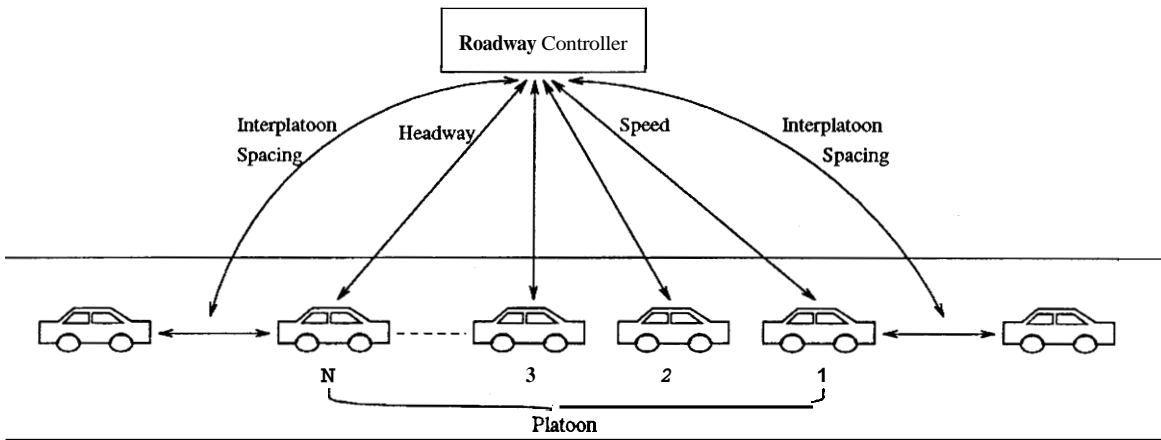 Roadway Controller
Interplatoon
Spacing
Headway
Speed
Interplatoon
Spacing
N
3
2
1
Platoon